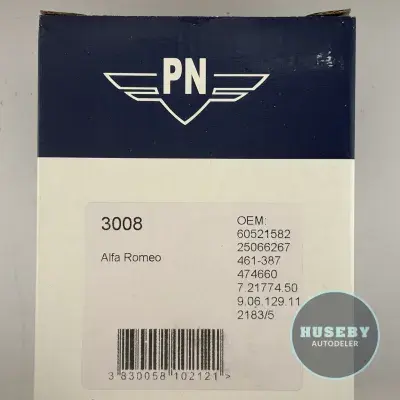 PN
3008
Alfa Romeo
OEM:
60521582
25066267
461-387
474660
7 21774.50
9.06.129.11
2183/5
3 830058 102121>
HUSEBY
AUTODELER